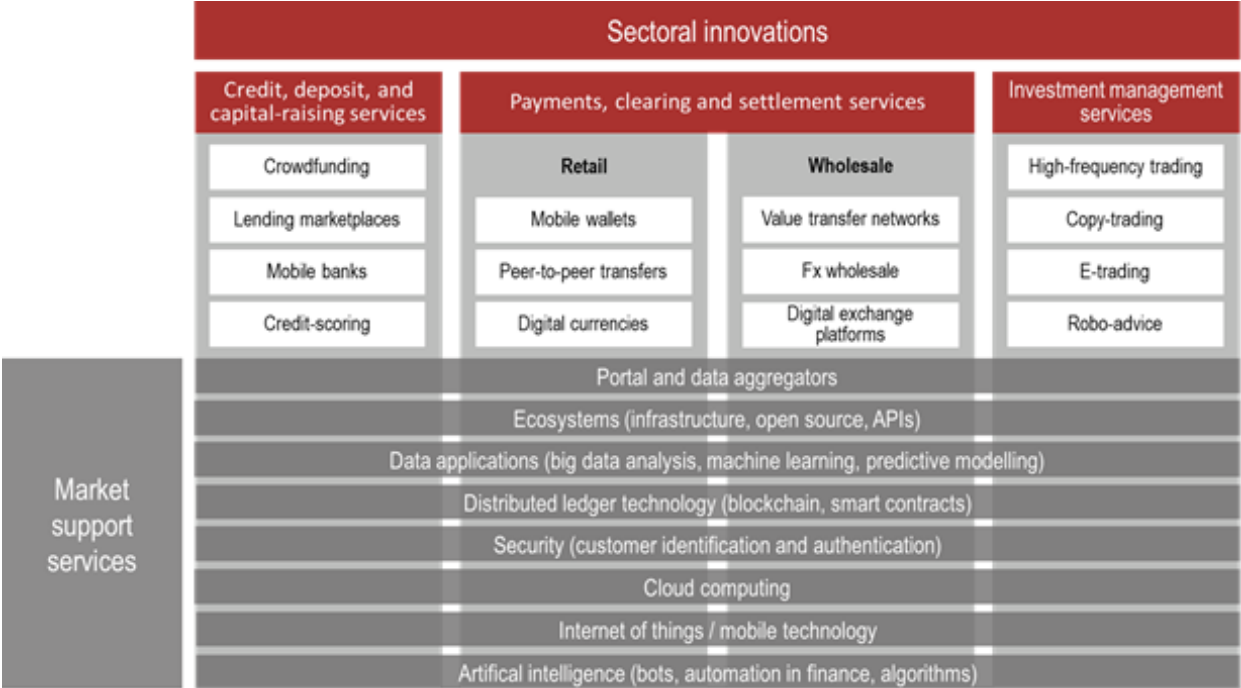 Sectoral innovations
Credit, deposit, and
capital-raising services
Crowdfunding
Lending marketplaces
Mobile banks
Credit-scoring
Payments, clearing and settlement services
Retail
Mobile wallets
Peer-to-peer transfers
Digital currencies
Wholesale
Value transfer networks
Fx wholesale
Digital exchange
platforms
Investment management
services
High-frequency trading
Copy-trading
E-trading
Robo-advice
Market
support
services
Portal and data aggregators
Ecosystems (infrastructure, open source, APIs)
Data applications (big data analysis, machine learning, predictive modelling)
Distributed ledger technology (blockchain, smart contracts)
Security (customer identification and authentication)
Cloud computing
Internet of things / mobile technology
Artifical intelligence (bots, automation in finance, algorithms)